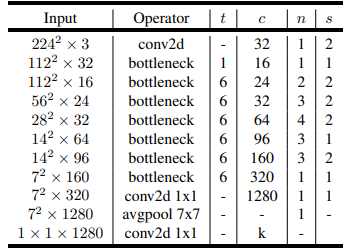 Input Operator t c n s
224² × 3 conv2d - 32 1 2
112² × 32 bottleneck 1 16 1 1
112² × 16 bottleneck 6 24 2 2
56² × 24 bottleneck 6 32 3 2
28² × 32 bottleneck 6 64 4 2
14² × 64 bottleneck 6 96 3 1
14² × 96 bottleneck 6 160 3 2
7² × 160 bottleneck 6 320 1 1
7² × 320 conv2d 1x1 - 1280 1 1
7² × 1280 avgpool 7x7 - - 1 -
1 × 1 × 1280 conv2d 1x1 - k -